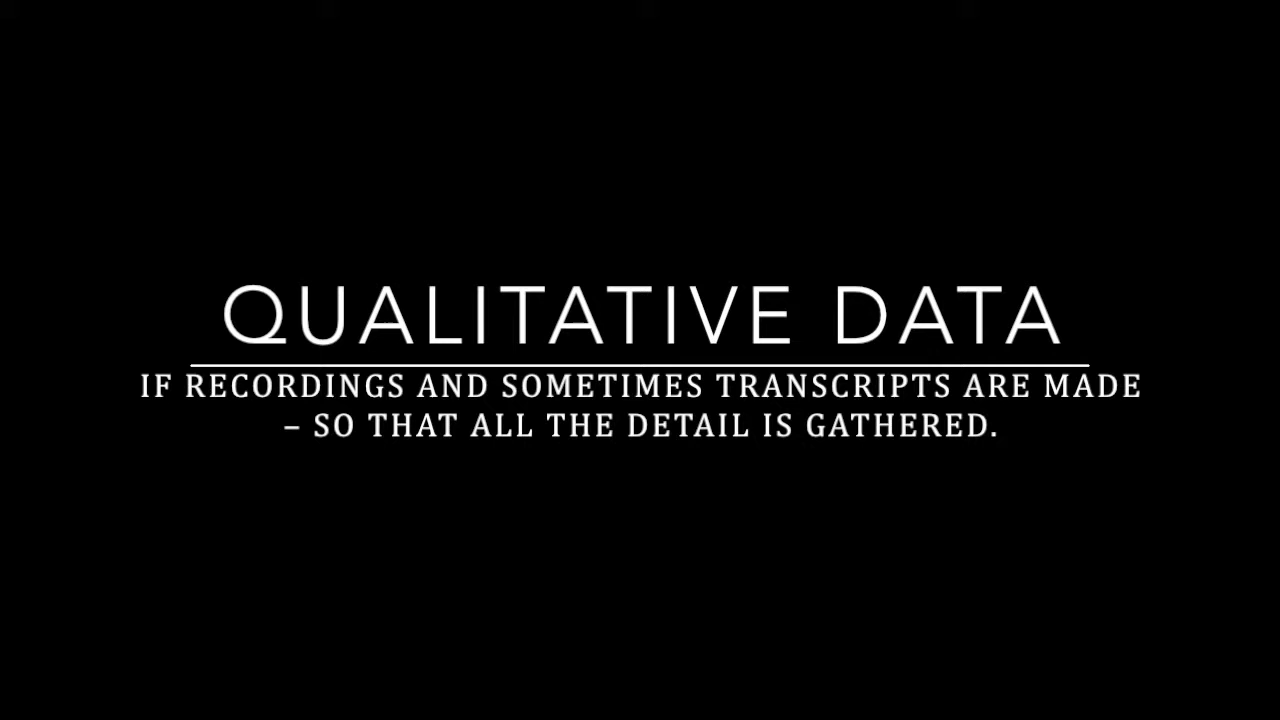 QUALITATIVE DATA
IF RECORDINGS AND SOMETIMES TRANSCRIPTS ARE MADE
– SO THAT ALL THE DETAIL IS GATHERED.